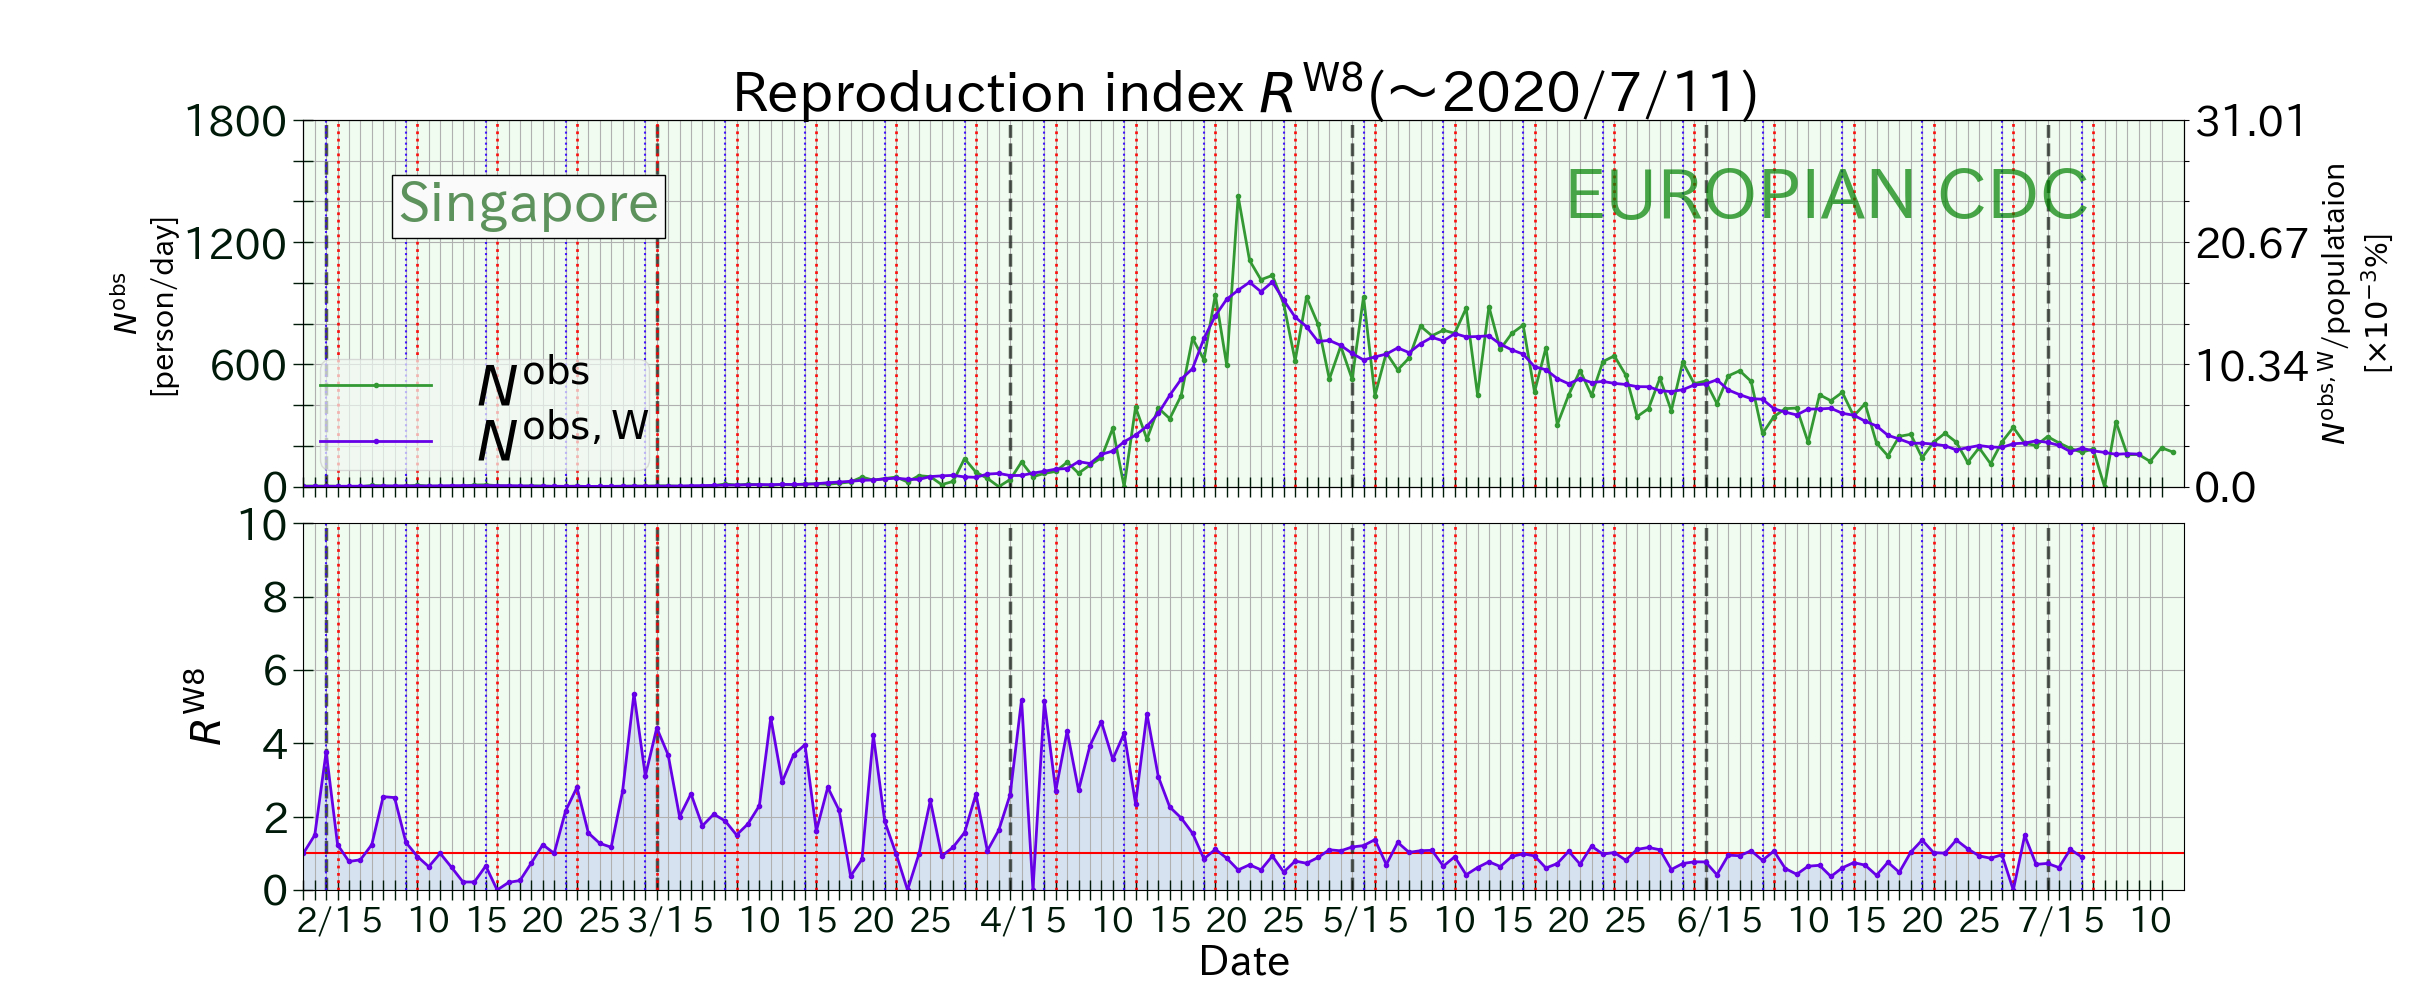 Reproduction index R^W8(～2020/7/11)
1800
1200
600
0
N^obs
[person/day]
Singapore
EUROPIAN CDC
N^obs
N^obs, W
31.01
20.67
10.34
0.0
N^obs, W/populataion
[×10^−3%]
10
8
6
4
2
0
R^W8
2/1 5 10 15 20 25 3/1 5 10 15 20 25 4/1 5 10 15 20 25 5/1 5 10 15 20 25 6/1 5 10 15 20 25 7/1 5 10
Date